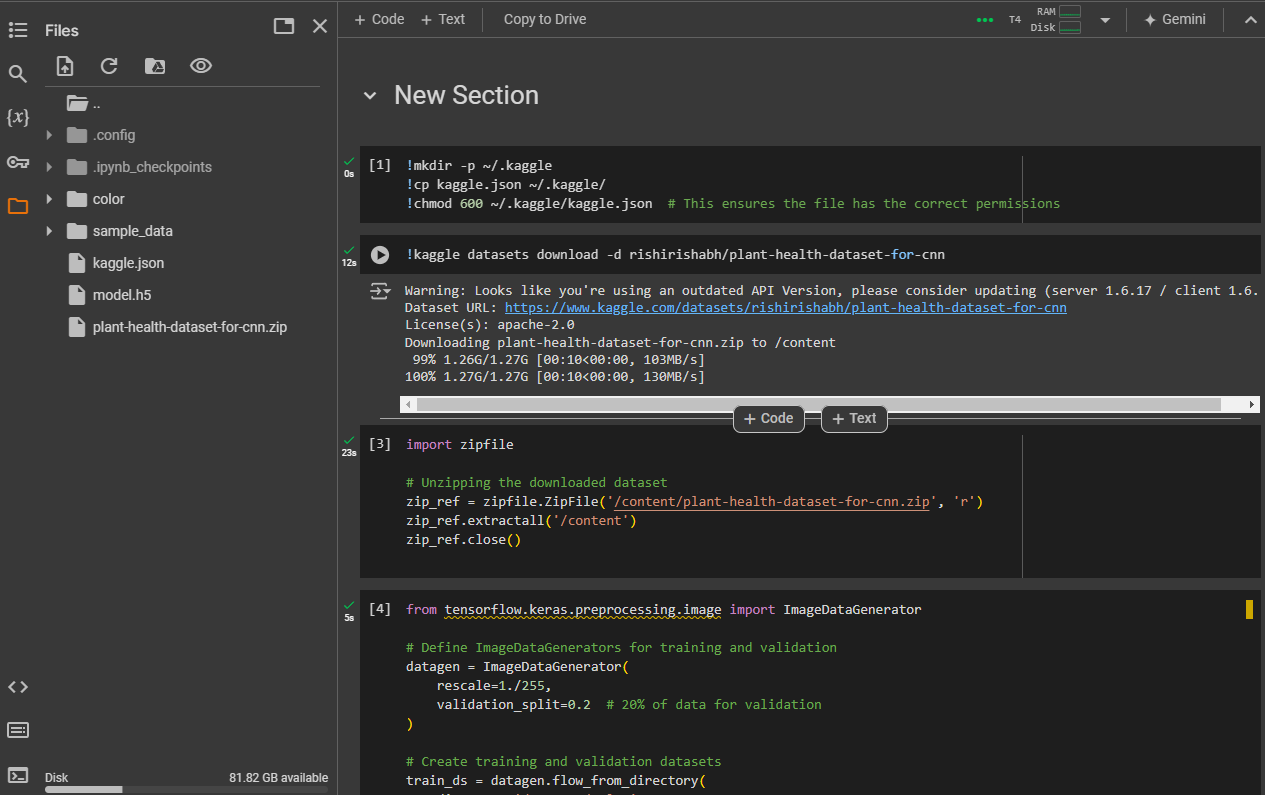 Files
..
.config
.ipynb_checkpoints
color
sample_data
kaggle.json
model.h5
plant-health-dataset-for-cnn.zip
Disk
81.82 GB available
+ Code + Text Copy to Drive
T4
RAM
Disk
Gemini
New Section
0s
[1] !mkdir -p ~/.kaggle
!cp kaggle.json ~/.kaggle/
!chmod 600 ~/.kaggle/kaggle.json # This ensures the file has the correct permissions
12s
!kaggle datasets download -d rishirishabh/plant-health-dataset-for-cnn
Warning: Looks like you're using an outdated API Version, please consider updating (server 1.6.17 / client 1.6.
Dataset URL: https://www.kaggle.com/datasets/rishirishabh/plant-health-dataset-for-cnn
License(s): apache-2.0
Downloading plant-health-dataset-for-cnn.zip to /content
99% 1.26G/1.27G [00:10<00:00, 103MB/s]
100% 1.27G/1.27G [00:10<00:00, 130MB/s]
+ Code + Text
23s
[3] import zipfile
# Unzipping the downloaded dataset
zip_ref = zipfile.ZipFile('/content/plant-health-dataset-for-cnn.zip', 'r')
zip_ref.extractall('/content')
zip_ref.close()
5s
[4] from tensorflow.keras.preprocessing.image import ImageDataGenerator
# Define ImageDataGenerators for training and validation
datagen = ImageDataGenerator(
rescale=1./255,
validation_split=0.2 # 20% of data for validation
)
# Create training and validation datasets
train_ds = datagen.flow_from_directory(